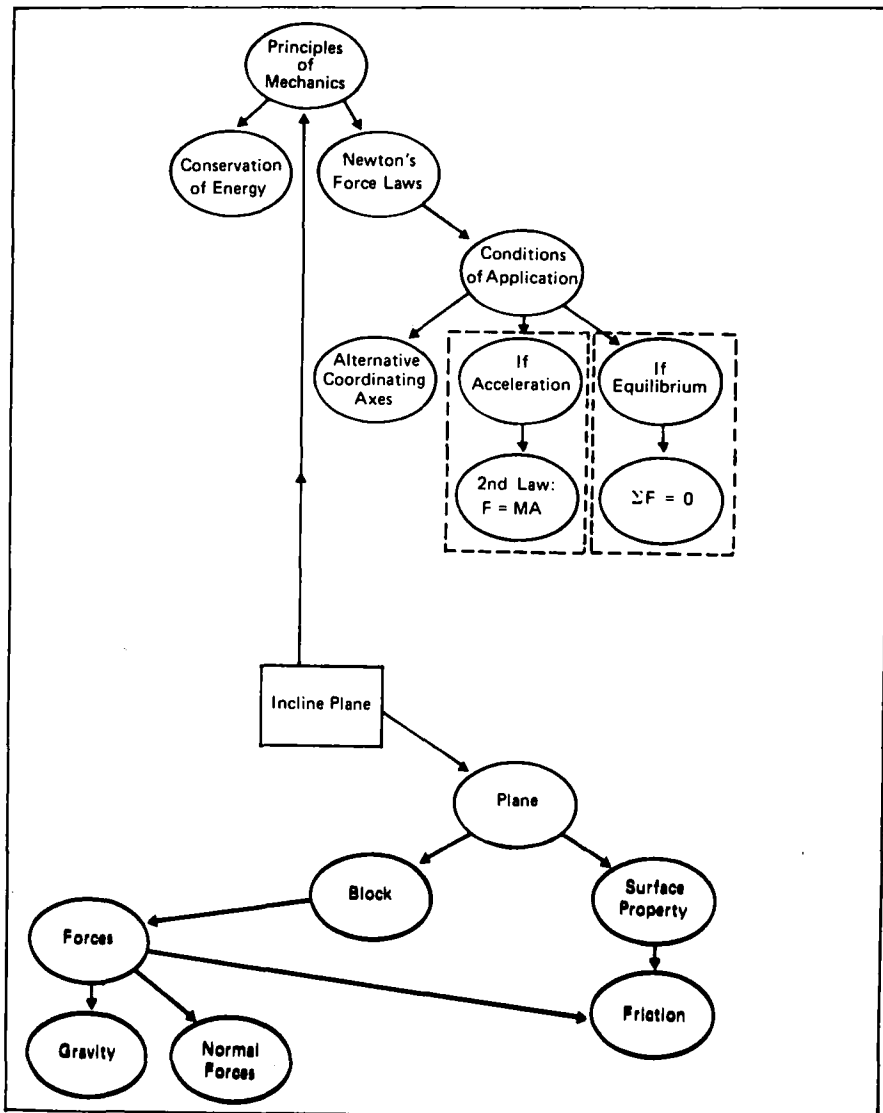 Principles
of
Mechanics
Conservation
of Energy
Newton's
Force Laws
Conditions
of Application
Alternative
Coordinating
Axes
If
Acceleration
If
Equilibrium
2nd Law:
F = MA
ΣF = 0
Incline Plane
Plane
Block
Surface
Property
Forces
Friction
Gravity
Normal
Forces